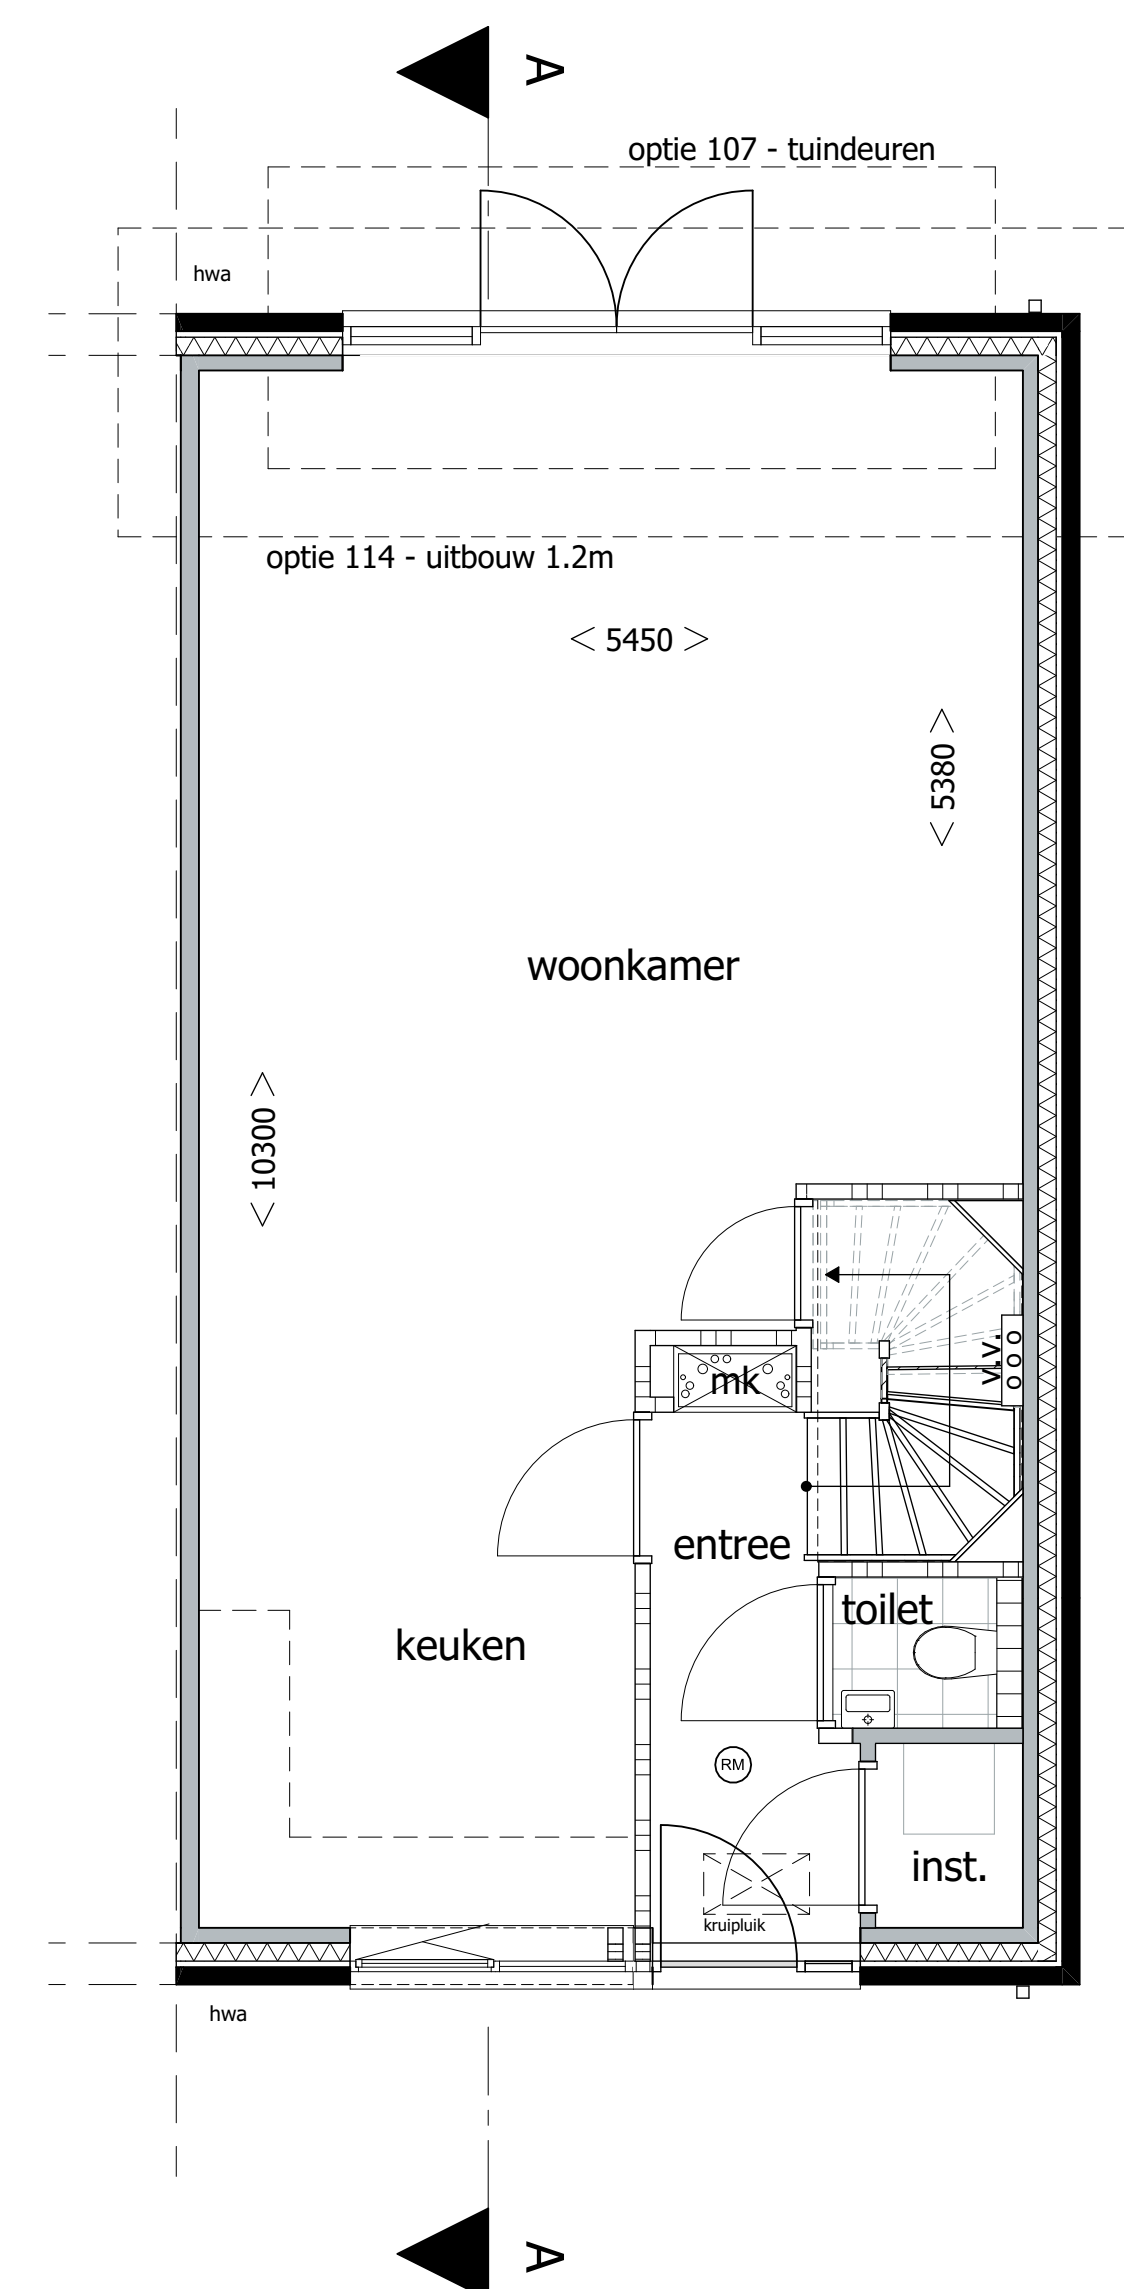 A
optie 107 - tuindeuren
hwa
optie 114 - uitbouw 1.2m
< 5450 >
< 5380 >
woonkamer
< 10300 >
v.v.
mk
entree
toilet
keuken
RM
inst.
kruipluik
hwa
A